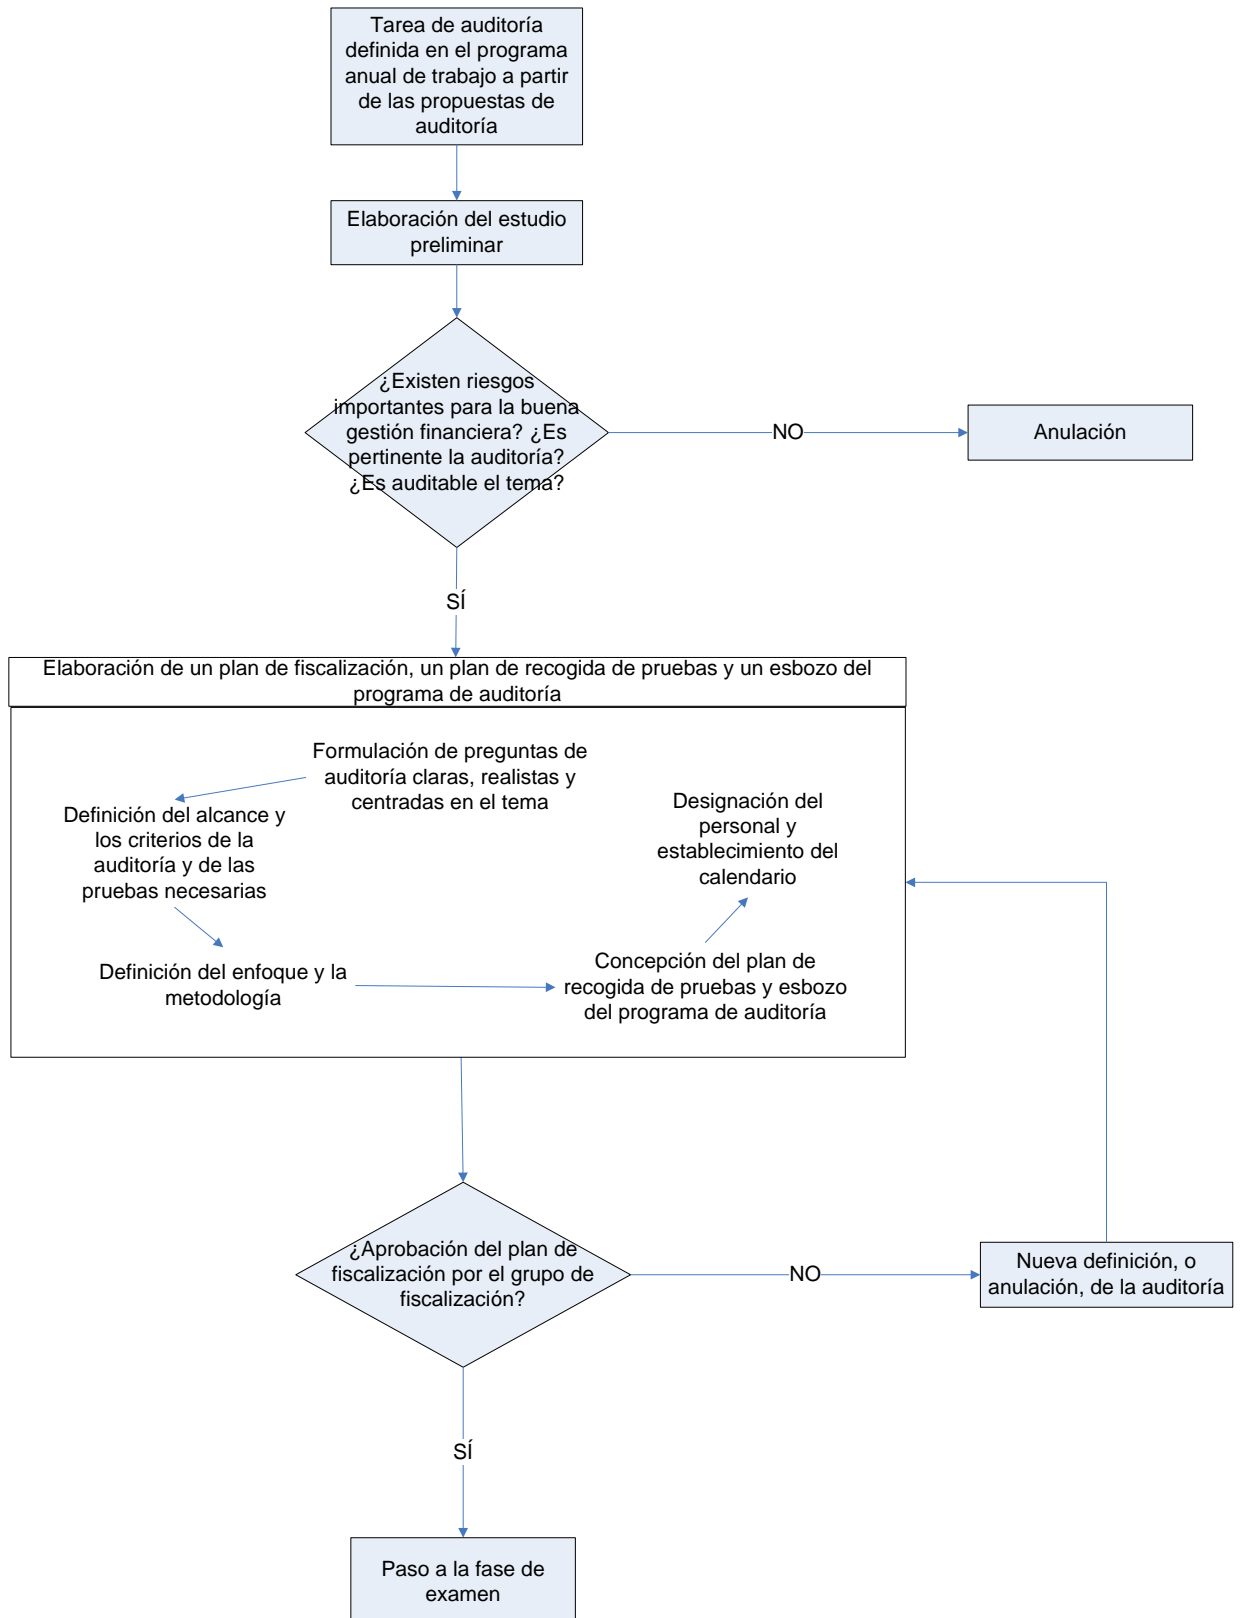 Tarea de auditoría
definida en el programa
anual de trabajo a partir
de las propuestas de
auditoría
Elaboración del estudio
preliminar
¿Existen riesgos
importantes para la buena
gestión financiera? ¿Es
pertinente la auditoría?
¿Es auditable el tema?
NO
Anulación
SÍ
Elaboración de un plan de fiscalización, un plan de recogida de pruebas y un esbozo del
programa de auditoría
Formulación de preguntas de
auditoría claras, realistas y
centradas en el tema
Definición del alcance y
los criterios de la
auditoría y de las
pruebas necesarias
Definición del enfoque y la
metodología
Concepción del plan de
recogida de pruebas y esbozo
del programa de auditoría
Designación del
personal y
establecimiento del
calendario
¿Aprobación del plan de
fiscalización por el grupo de
fiscalización?
NO
Nueva definición, o
anulación, de la auditoría
SÍ
Paso a la fase de
examen